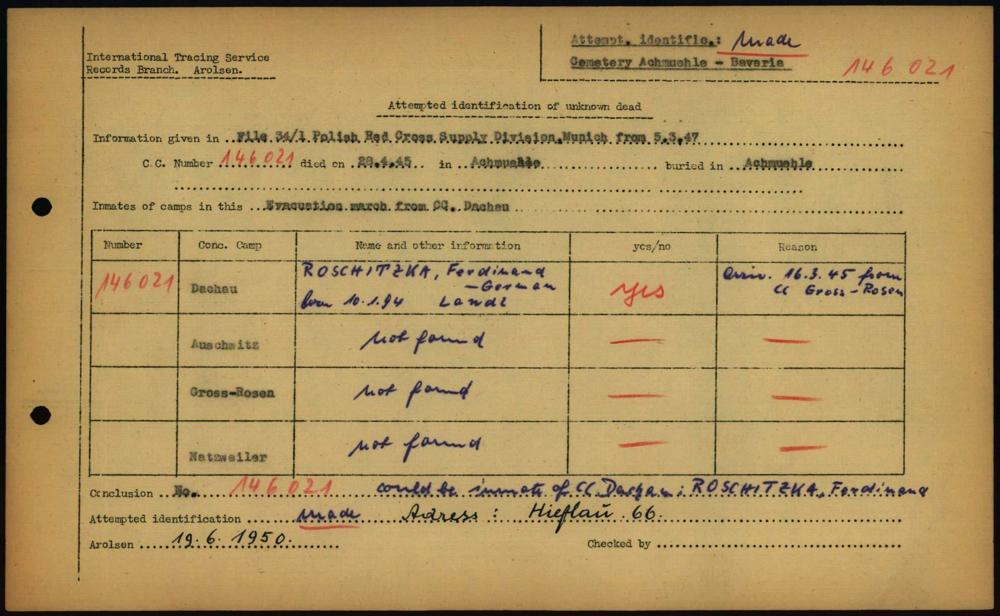 International Tracing Service
Records Branch. Arolsen.
Attempt. identific.: made
Cemetery Achmuehle - Bavaria
146 021
Attempted identification of unknown dead
Information given in ..File 34/1 Polish Red Cross Supply Division,Munich from 5.3.47
C.C. Number 146021 died on 28.4.45 in Achmuehle buried in Achmuehle
Inmates of camps in this ...Evacuation march from CC. Dachau
Number Conc. Camp Name and other information yes/no Reason
146021 Dachau ROSCHITZKA, Ferdinand - German born 10.1.94 Landl yes arriv. 16.3.45 from CC Gross-Rosen
Auschwitz not found — —
Gross-Rosen not found — —
Natzweiler not found — —
Conclusion ..No... 146021 could be inmate of CC Dachau: ROSCHITZKA, Ferdinand
Attempted identification made Adress : Hieflau 66.
Arolsen ... 19. 6. 1950. Checked by